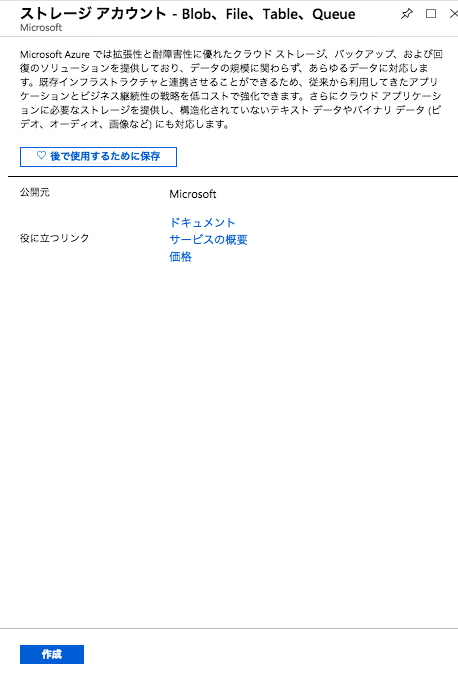 ストレージ アカウント - Blob、File、Table、Queue
Microsoft
Microsoft Azure では拡張性と耐障害性に優れたクラウド ストレージ、バックアップ、および回
復のソリューションを提供しており、データの規模に関わらず、あらゆるデータに対応しま
す。既存インフラストラクチャと連携させることができるため、従来から利用してきたアプリ
ケーションとビジネス継続性の戦略を低コストで強化できます。さらにクラウド アプリケーシ
ョンに必要なストレージを提供し、構造化されていないテキスト データやバイナリ データ (ビ
デオ、オーディオ、画像など) にも対応します。
♡ 後で使用するために保存
公開元
Microsoft
役に立つリンク
ドキュメント
サービスの概要
価格
作成